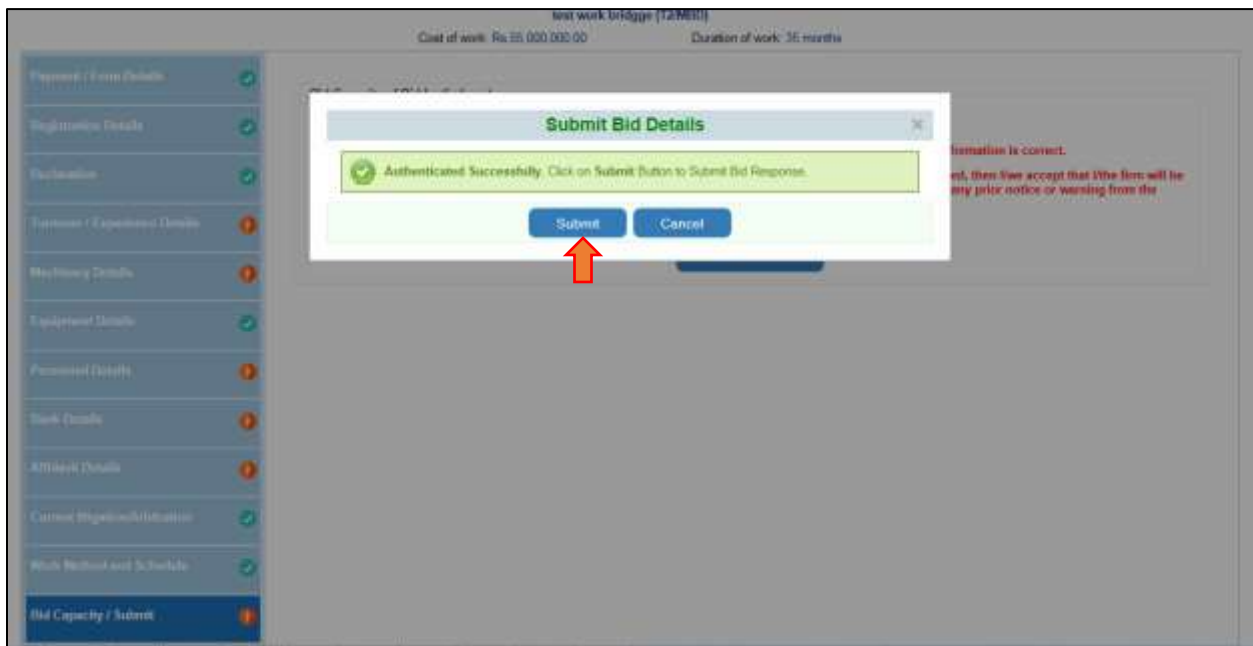 test work bridgge (T2/MBD)
Cost of work: Rs.55,000,000.00 Duration of work: 36 months
Payment / Form Details
Registration Details
Declaration
Turnover / Experience Details
Machinery Details
Equipment Details
Personnel Details
Bank Details
Affidavit Details
Current litigation/Arbitration
Work Method and Schedule
Bid Capacity / Submit
Submit Bid Details
Authenticated Successfully. Click on Submit Button to Submit Bid Response.
Submit Cancel
formation is correct.
ed, then I/we accept that I/the firm will be
any prior notice or warning from the